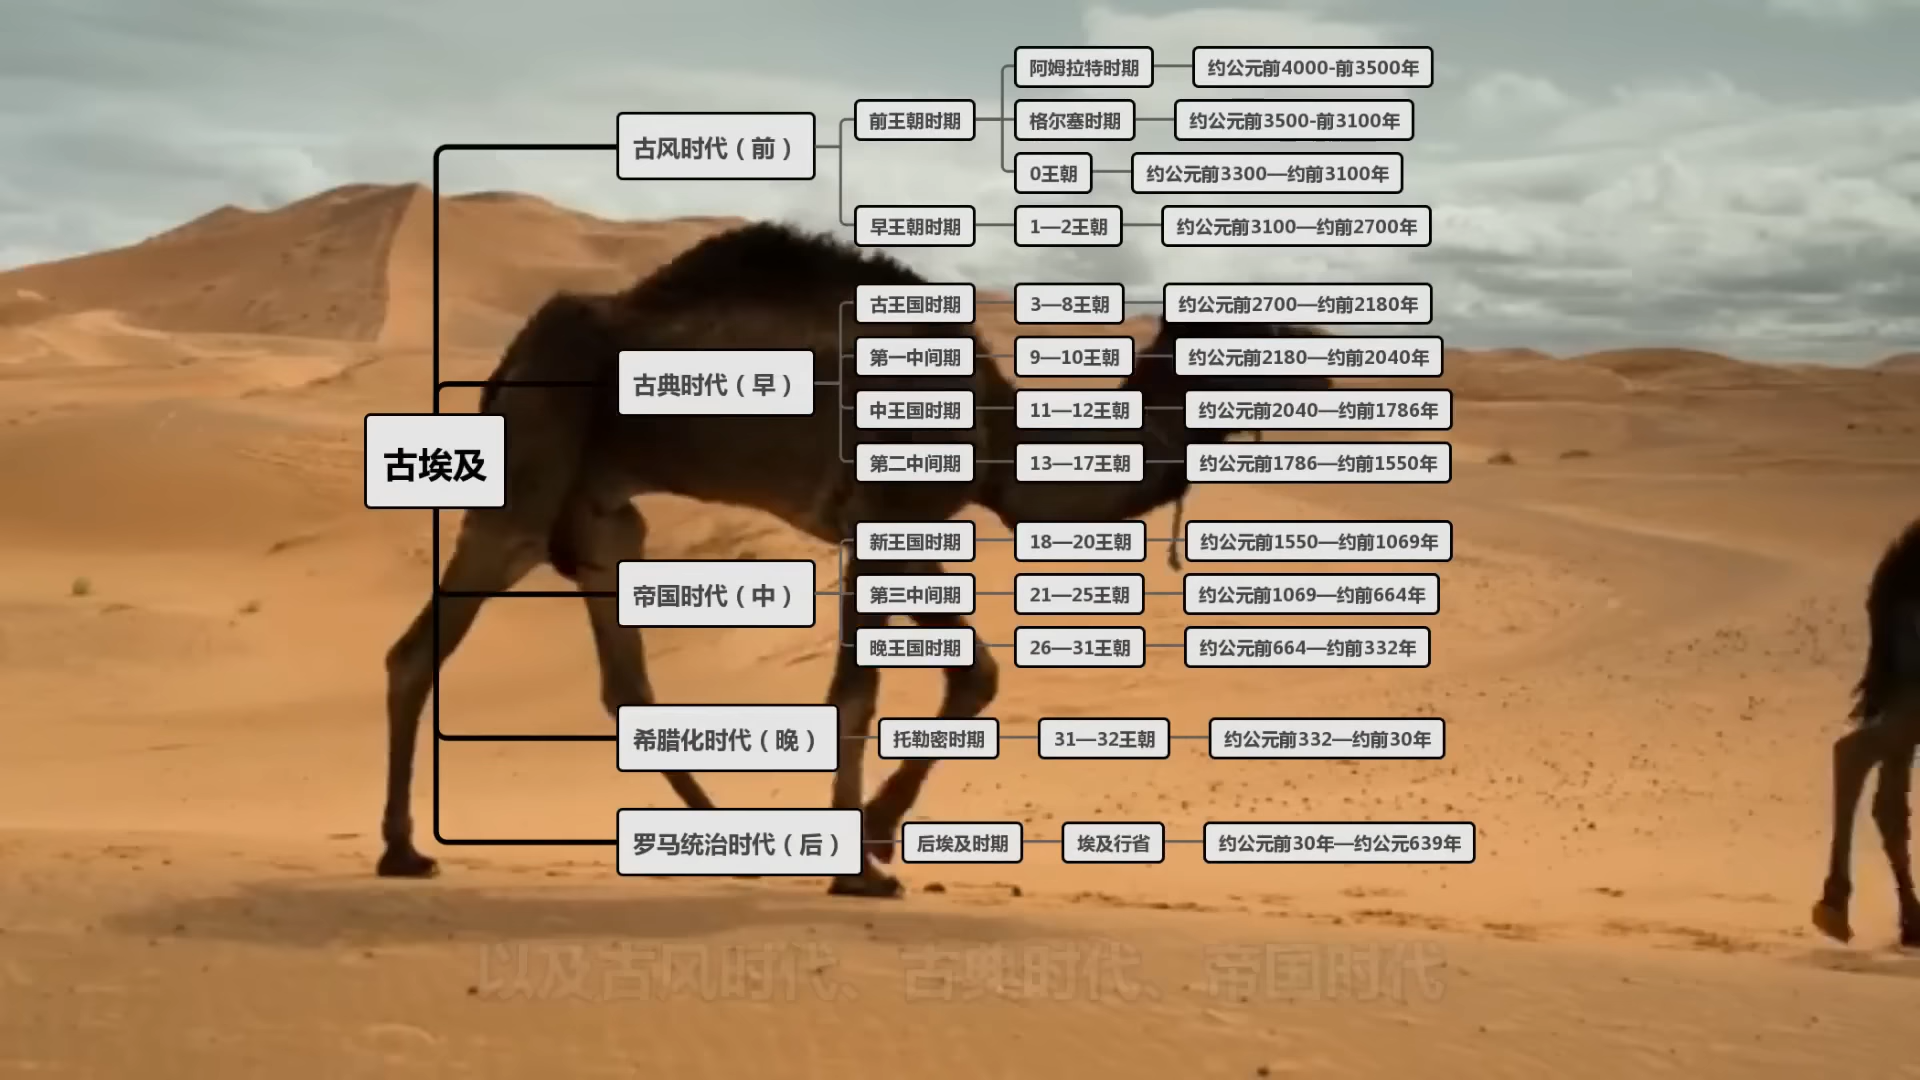 古埃及
古风时代（前）
前王朝时期
阿姆拉特时期
约公元前4000-前3500年
格尔塞时期
约公元前3500-前3100年
0王朝
约公元前3300—约前3100年
早王朝时期
1—2王朝
约公元前3100—约前2700年
古典时代（早）
古王国时期
3—8王朝
约公元前2700—约前2180年
第一中间期
9—10王朝
约公元前2180—约前2040年
中王国时期
11—12王朝
约公元前2040—约前1786年
第二中间期
13—17王朝
约公元前1786—约前1550年
帝国时代（中）
新王国时期
18—20王朝
约公元前1550—约前1069年
第三中间期
21—25王朝
约公元前1069—约前664年
晚王国时期
26—31王朝
约公元前664—约前332年
希腊化时代（晚）
托勒密时期
31—32王朝
约公元前332—约前30年
罗马统治时代（后）
后埃及时期
埃及行省
约公元前30年—约公元639年
以及古风时代、古典时代、帝国时代